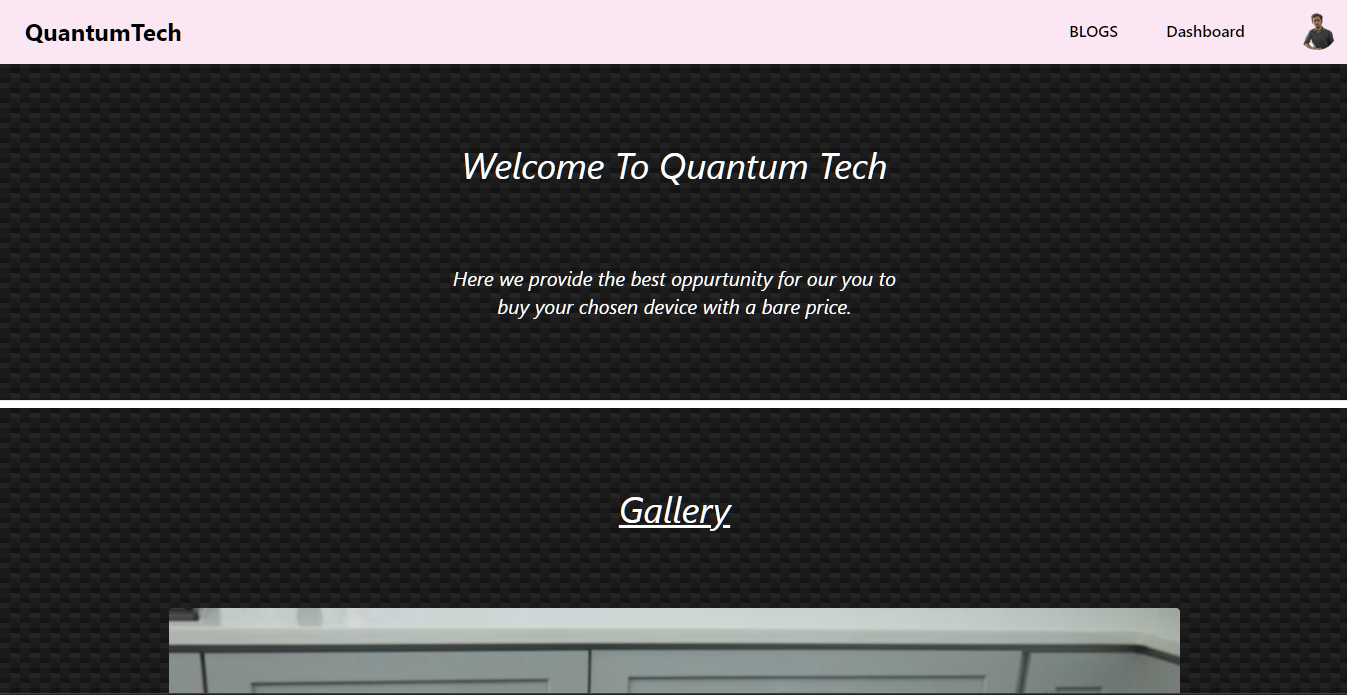 QuantumTech
BLOGS
Dashboard
Welcome To Quantum Tech
Here we provide the best oppurtunity for our you to
buy your chosen device with a bare price.
Gallery